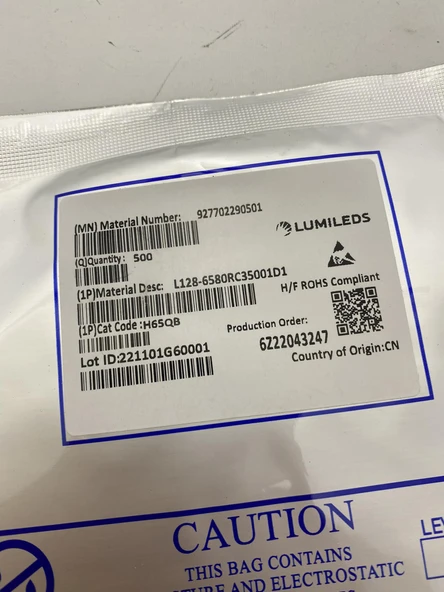 (MN) Material Number: 927702290501
LUMILEDS
(Q)Quantity: 500
(1P)Material Desc: L128-6580RC35001D1
H/F ROHS Compliant
(1P)Cat Code:H65QB
Production Order:
6Z22043247
Lot ID:221101G60001
Country of Origin:CN
CAUTION
THIS BAG CONTAINS
AND ELECTROSTATIC